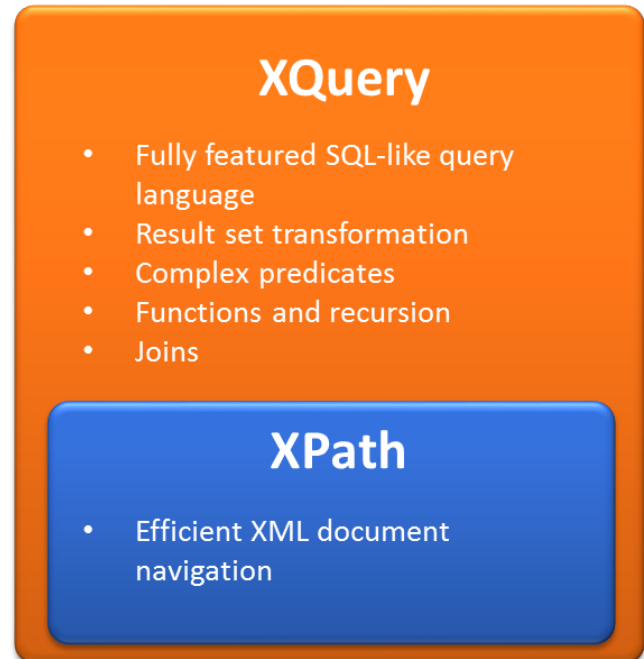 XQuery
• Fully featured SQL-like query
language
• Result set transformation
• Complex predicates
• Functions and recursion
• Joins
XPath
• Efficient XML document
navigation